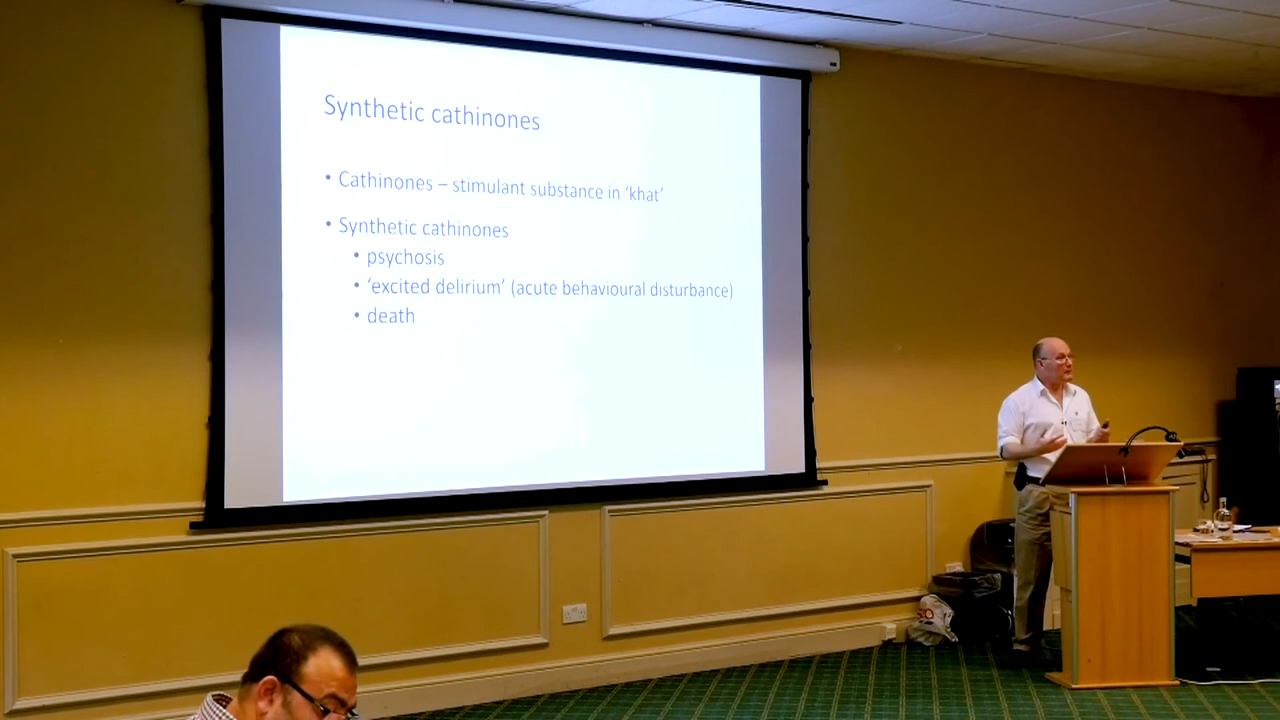 Synthetic cathinones
• Cathinones – stimulant substance in ‘khat’
• Synthetic cathinones
• psychosis
• ‘excited delirium’ (acute behavioural disturbance)
• death